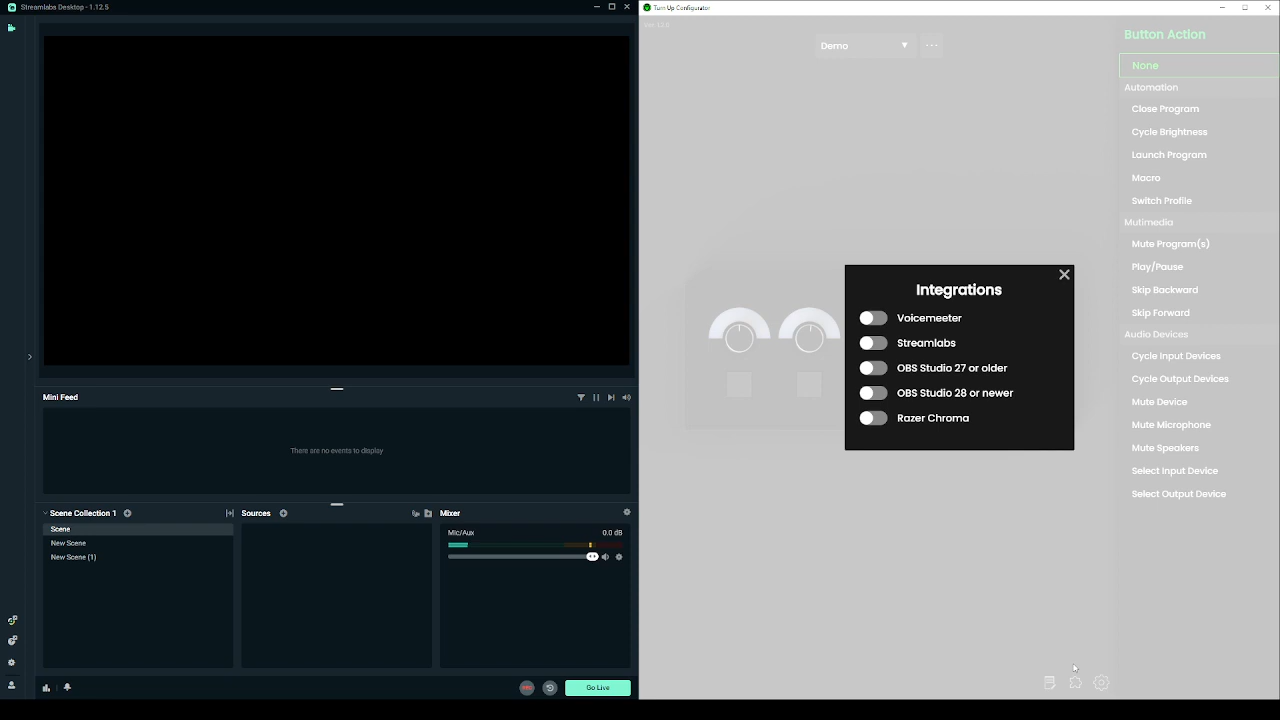 Streamlabs Desktop - 1.12.5
Mini Feed
There are no events to display
Scene Collection 1
Scene
New Scene
New Scene (1)
Sources
Mixer
Mic/Aux
0.0 dB
REC
Go Live
Turn Up Configurator
Demo
Integrations
Voicemeeter
Streamlabs
OBS Studio 27 or older
OBS Studio 28 or newer
Razer Chroma
Button Action
None
Automation
Close Program
Cycle Brightness
Launch Program
Macro
Switch Profile
Mutimedia
Mute Program(s)
Play/Pause
Skip Backward
Skip Forward
Audio Devices
Cycle Input Devices
Cycle Output Devices
Mute Device
Mute Microphone
Mute Speakers
Select Input Device
Select Output Device